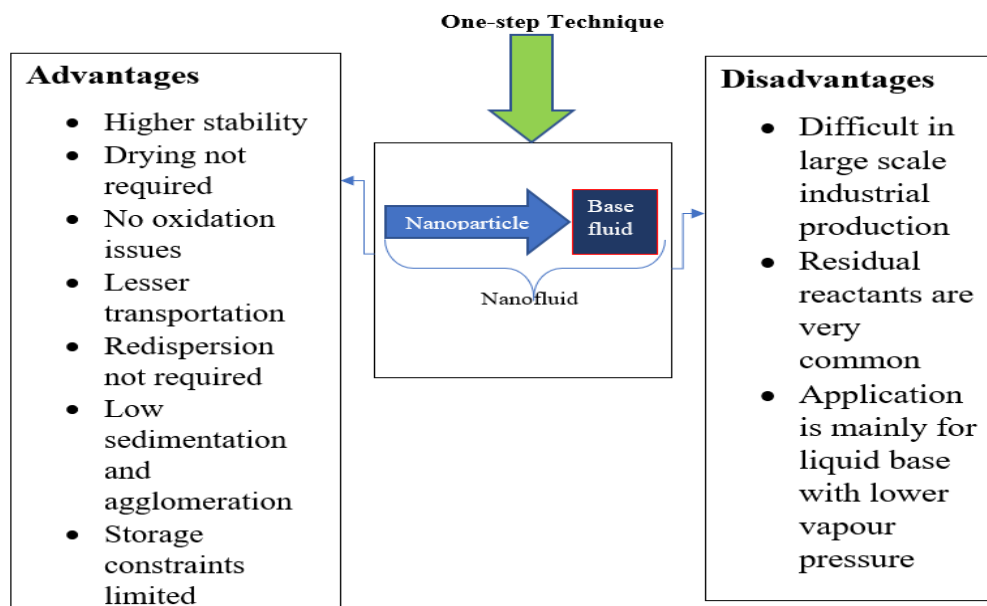 One-step Technique
Advantages
• Higher stability
• Drying not
required
• No oxidation
issues
• Lesser
transportation
• Redispersion
not required
• Low
sedimentation
and
agglomeration
• Storage
constraints
limited
Nanoparticle
Base
fluid
Nanofluid
Disadvantages
• Difficult in
large scale
industrial
production
• Residual
reactants are
very
common
• Application
is mainly for
liquid base
with lower
vapour
pressure